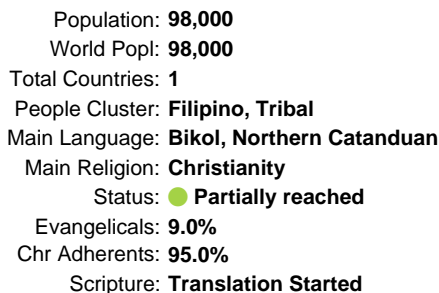 Population: 98,000
World Popl: 98,000
Total Countries: 1
People Cluster: Filipino, Tribal
Main Language: Bikol, Northern Catanduan
Main Religion: Christianity
Status: Partially reached
Evangelicals: 9.0%
Chr Adherents: 95.0%
Scripture: Translation Started